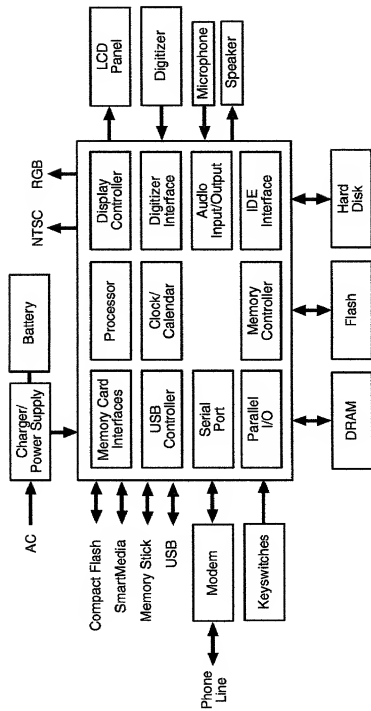 AC
Charger/
Power Supply
Battery
NTSC
RGB
Compact Flash
SmartMedia
Memory Stick
USB
Memory Card
Interfaces
Processor
Display
Controller
LCD
Panel
USB
Controller
Clock/
Calendar
Digitizer
Interface
Digitizer
Phone
Line
Modem
Serial
Port
Audio
Input/Output
Microphone
Speaker
Keyswitches
Parallel
I/O
Memory
Controller
IDE
Interface
DRAM
Flash
Hard
Disk